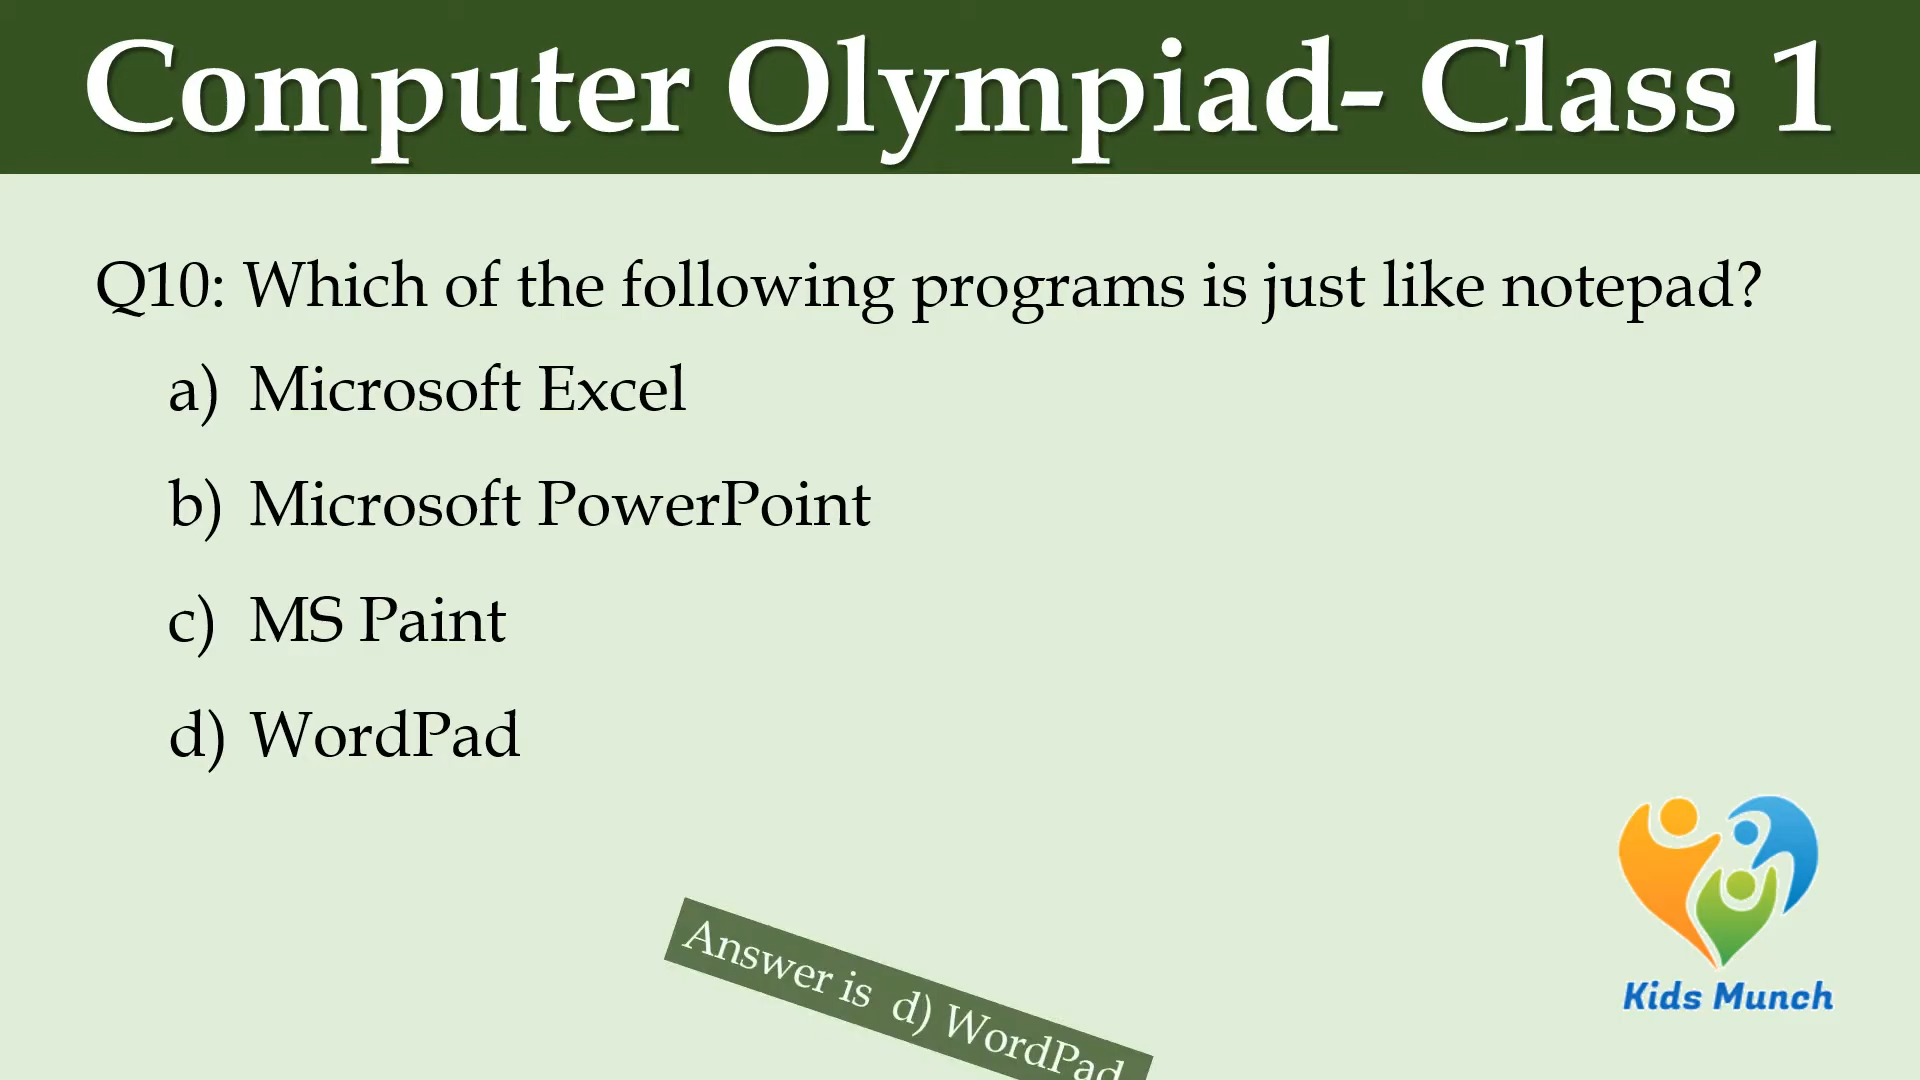 Computer Olympiad- Class 1
Q10: Which of the following programs is just like notepad?
a) Microsoft Excel
b) Microsoft PowerPoint
c) MS Paint
d) WordPad
Answer is d) WordPad
Kids Munch